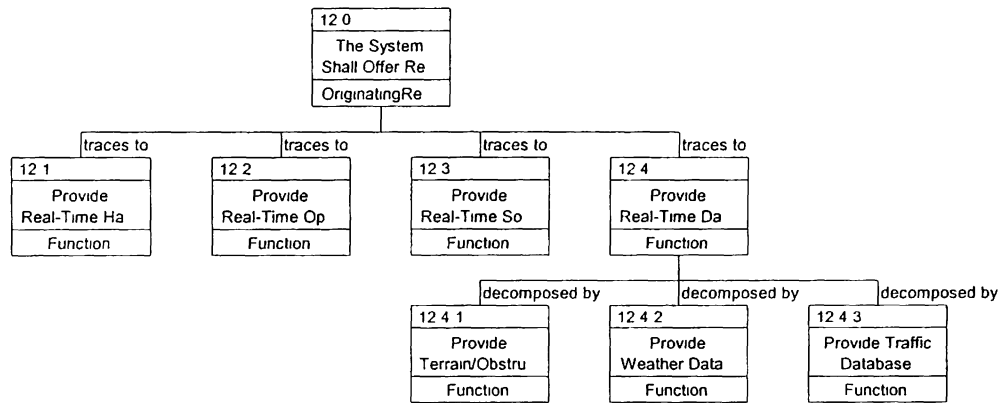 12 0
The System
Shall Offer Re
OriginatingRe
traces to
traces to
traces to
traces to
12 1
Provide
Real-Time Ha
Function
12 2
Provide
Real-Time Op
Function
12 3
Provide
Real-Time So
Function
12 4
Provide
Real-Time Da
Function
decomposed by
decomposed by
decomposed by
12 4 1
Provide
Terrain/Obstru
Function
12 4 2
Provide
Weather Data
Function
12 4 3
Provide Traffic
Database
Function